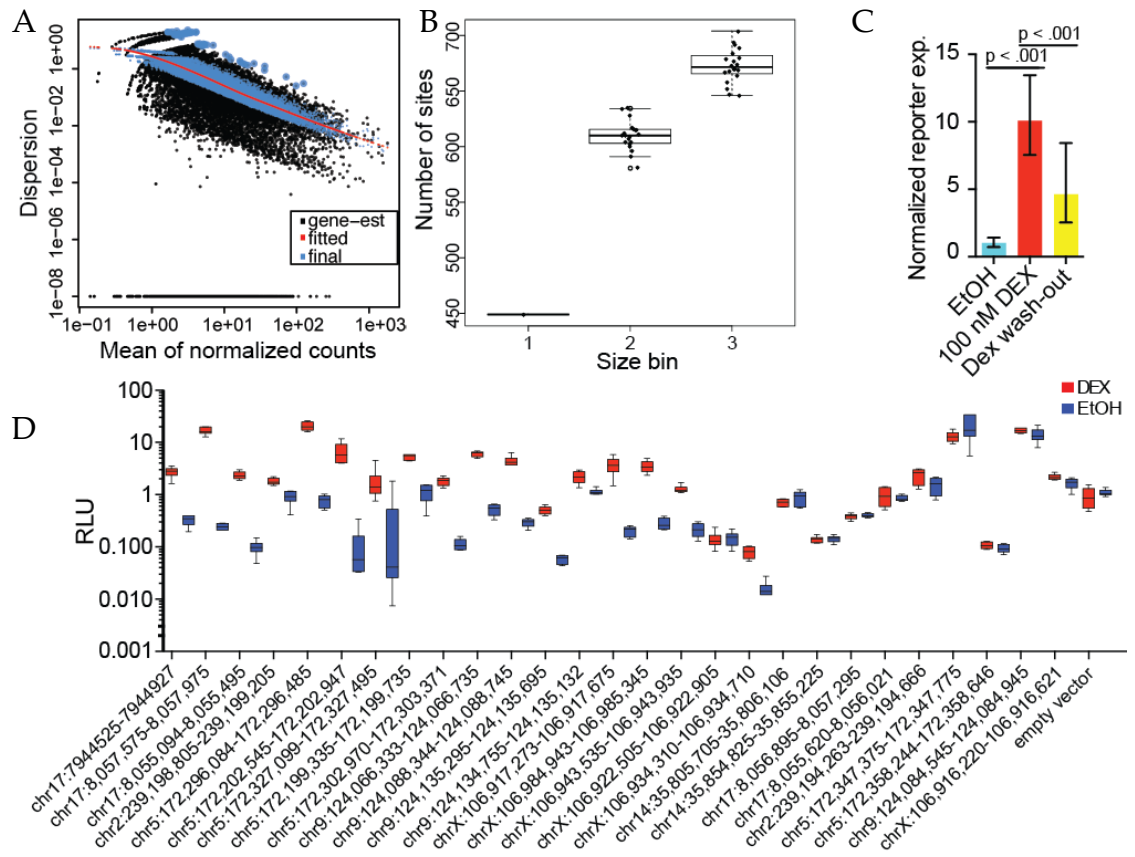 A
Dispersion
1e+00
1e-02
1e-04
1e-06
1e-08
gene-est
fitted
final
1e-01 1e+00 1e+01 1e+02 1e+03
Mean of normalized counts
B
Number of sites
700
650
600
550
500
450
1 2 3
Size bin
C
p < .001
p < .001
Normalized reporter exp.
15
10
5
0
EtOH
100 nM DEX
Dex wash-out
D
DEX
EtOH
RLU
100
10
1
0.100
0.010
0.001
chr17:7944525-7944927
chr17:8,057,575-8,057,975
chr17:8,055,094-8,055,495
chr2:239,198,805-239,199,205
chr5:172,296,084-172,296,485
chr5:172,202,545-172,202,947
chr5:172,327,099-172,327,495
chr5:172,199,335-172,199,735
chr5:172,302,970-172,303,371
chr9:124,066,333-124,066,735
chr9:124,088,344-124,088,745
chr9:124,135,295-124,135,695
chr9:124,134,755-124,135,132
chrX:106,917,273-106,917,675
chrX:106,984,943-106,985,345
chrX:106,943,535-106,943,935
chrX:106,922,505-106,922,905
chrX:106,934,310-106,934,710
chr14:35,805,705-35,806,106
chr14:35,854,825-35,855,225
chr17:8,056,895-8,057,295
chr17:8,055,620-8,056,021
chr2:239,194,263-239,194,666
chr5:172,347,375-172,347,775
chr5:172,358,244-172,358,646
chr9:124,084,545-124,084,945
chrX:106,916,220-106,916,621
empty vector